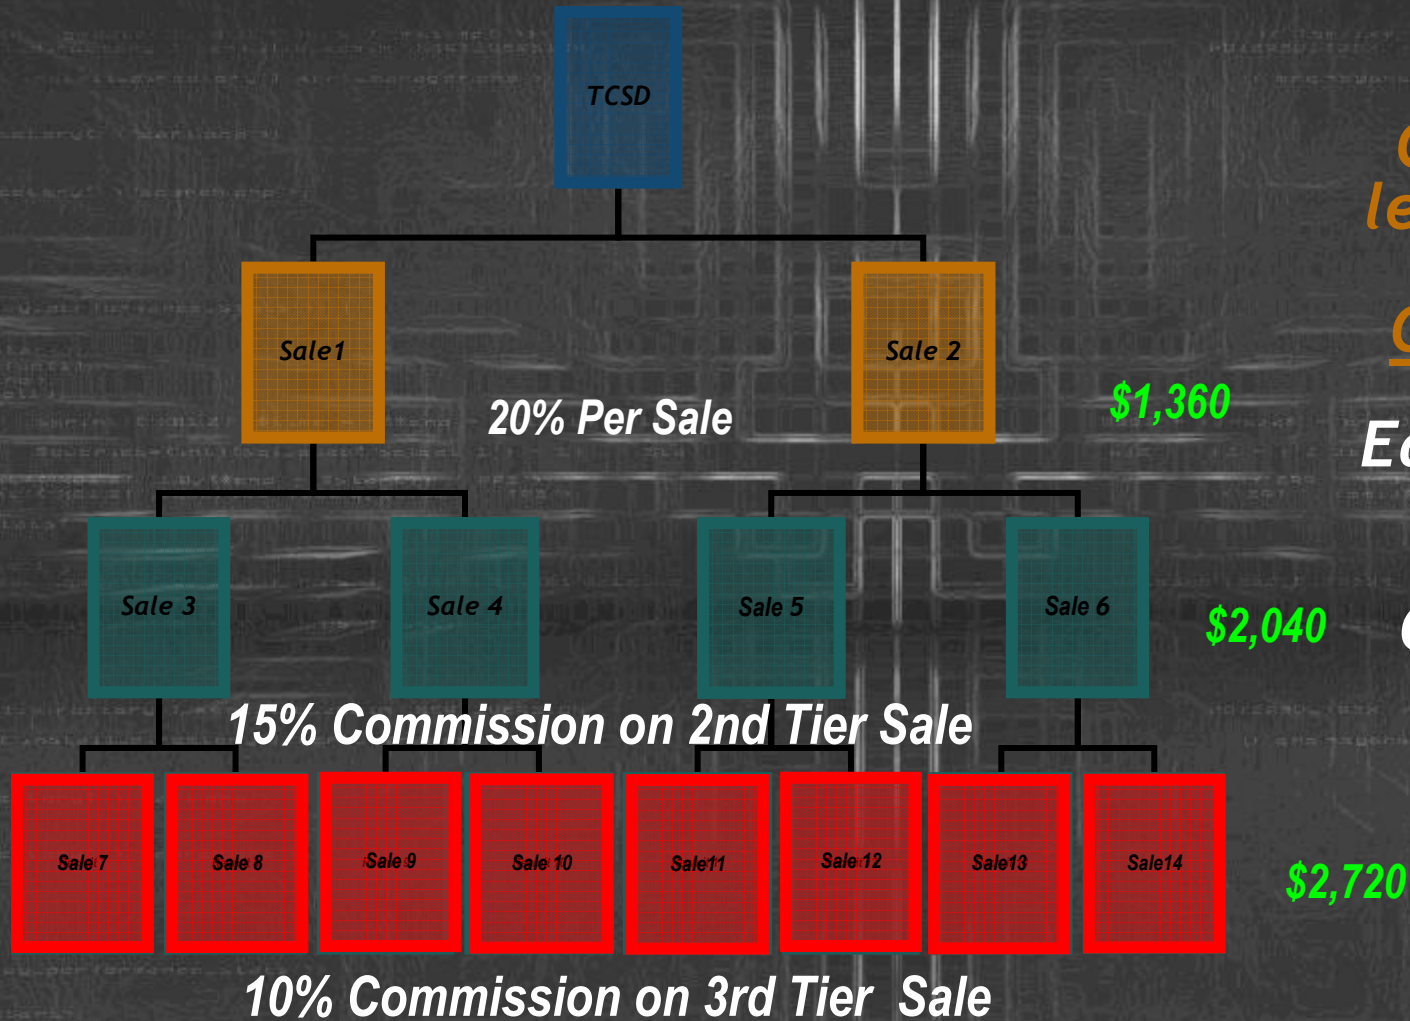 TCSD
Sale1
Sale 2
20% Per Sale
$1,360
Sale 3
Sale 4
Sale 5
Sale 6
$2,040
15% Commission on 2nd Tier Sale
Sale 7
Sale 8
Sale 9
Sale 10
Sale11
Sale 12
Sale13
Sale14
$2,720
10% Commission on 3rd Tier Sale